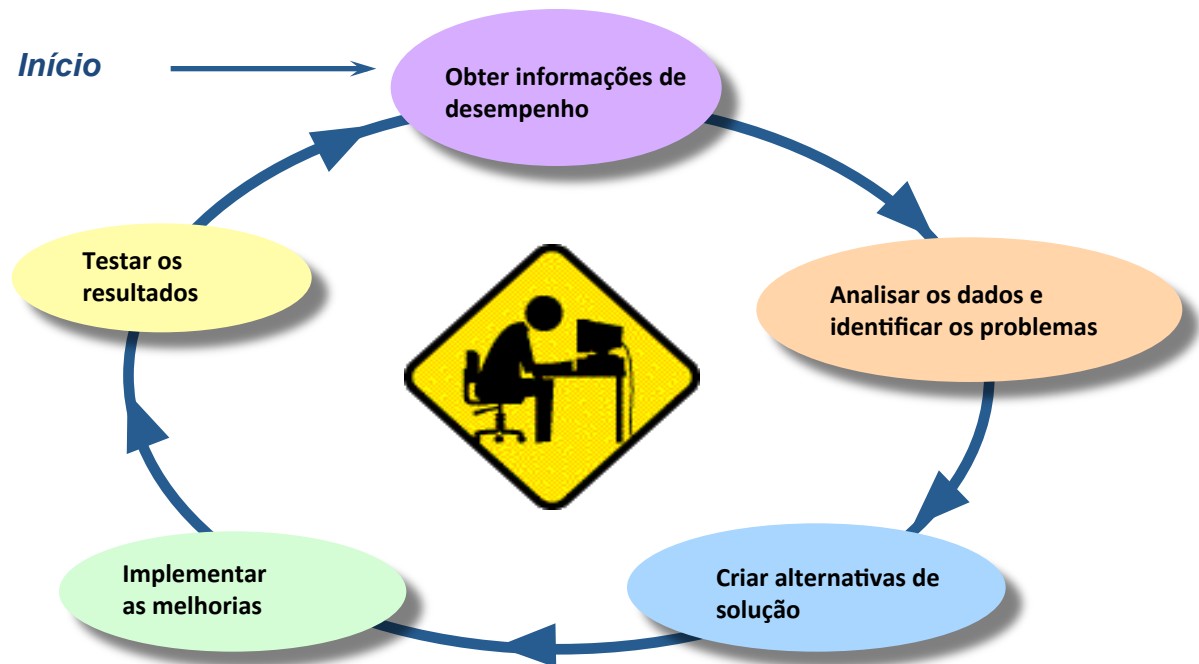 Início
Obter informações de
desempenho
Analisar os dados e
identificar os problemas
Criar alternativas de
solução
Implementar
as melhorias
Testar os
resultados